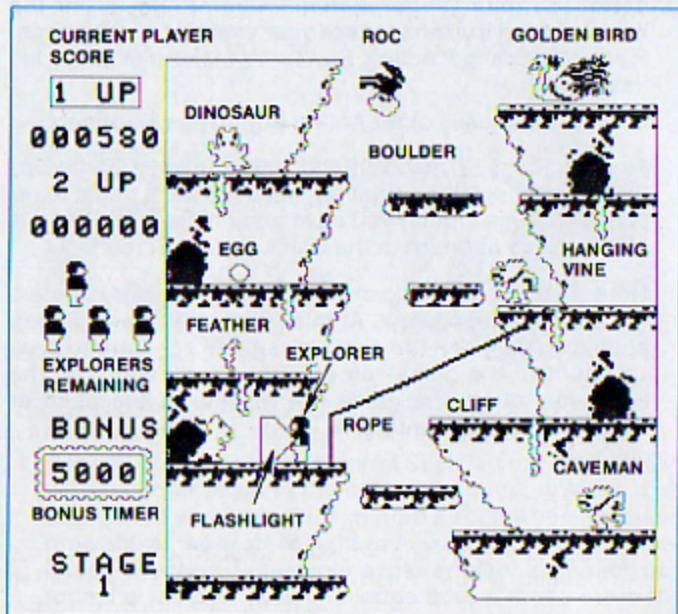 CURRENT PLAYER
SCORE
1 UP
000580
2 UP
000000
EXPLORERS
REMAINING
BONUS
5000
BONUS TIMER
STAGE
1
ROC
GOLDEN BIRD
DINOSAUR
BOULDER
EGG
HANGING
VINE
FEATHER
EXPLORER
ROPE
CLIFF
CAVEMAN
FLASHLIGHT